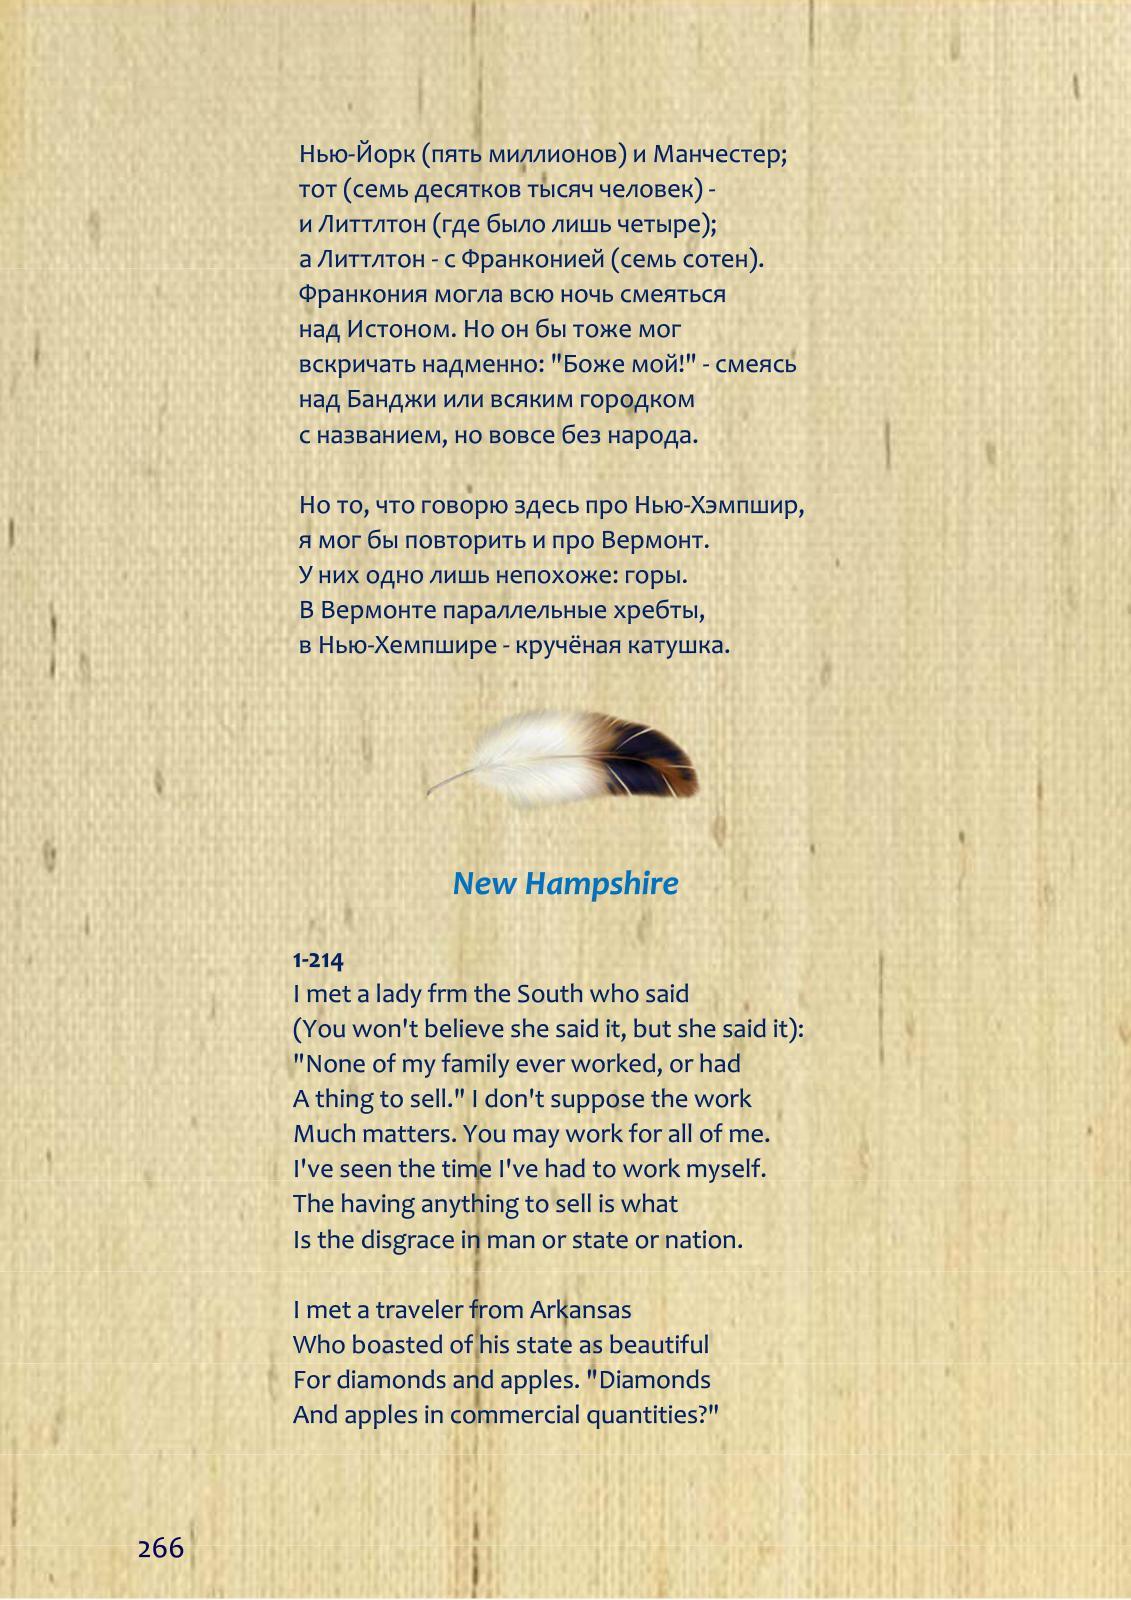 Нью-Йорк (пять миллионов) и Манчестер;
тот (семь десятков тысяч человек) -
и Литтлтон (где было лишь четыре);
а Литтлтон - с Франконией (семь сотен).
Франкония могла всю ночь смеяться
над Истоном. Но он бы тоже мог
вскричать надменно: "Боже мой!" - смеясь
над Банджи или всяким городком
с названием, но вовсе без народа.

Но то, что говорю здесь про Нью-Хэмпшир,
я мог бы повторить и про Вермонт.
У них одно лишь непохоже: горы.
В Вермонте параллельные хребты,
в Нью-Хемпшире - кручёная катушка.

New Hampshire

1-214
I met a lady frm the South who said
(You won't believe she said it, but she said it):
"None of my family ever worked, or had
A thing to sell." I don't suppose the work
Much matters. You may work for all of me.
I've seen the time I've had to work myself.
The having anything to sell is what
Is the disgrace in man or state or nation.

I met a traveler from Arkansas
Who boasted of his state as beautiful
For diamonds and apples. "Diamonds
And apples in commercial quantities?"

266